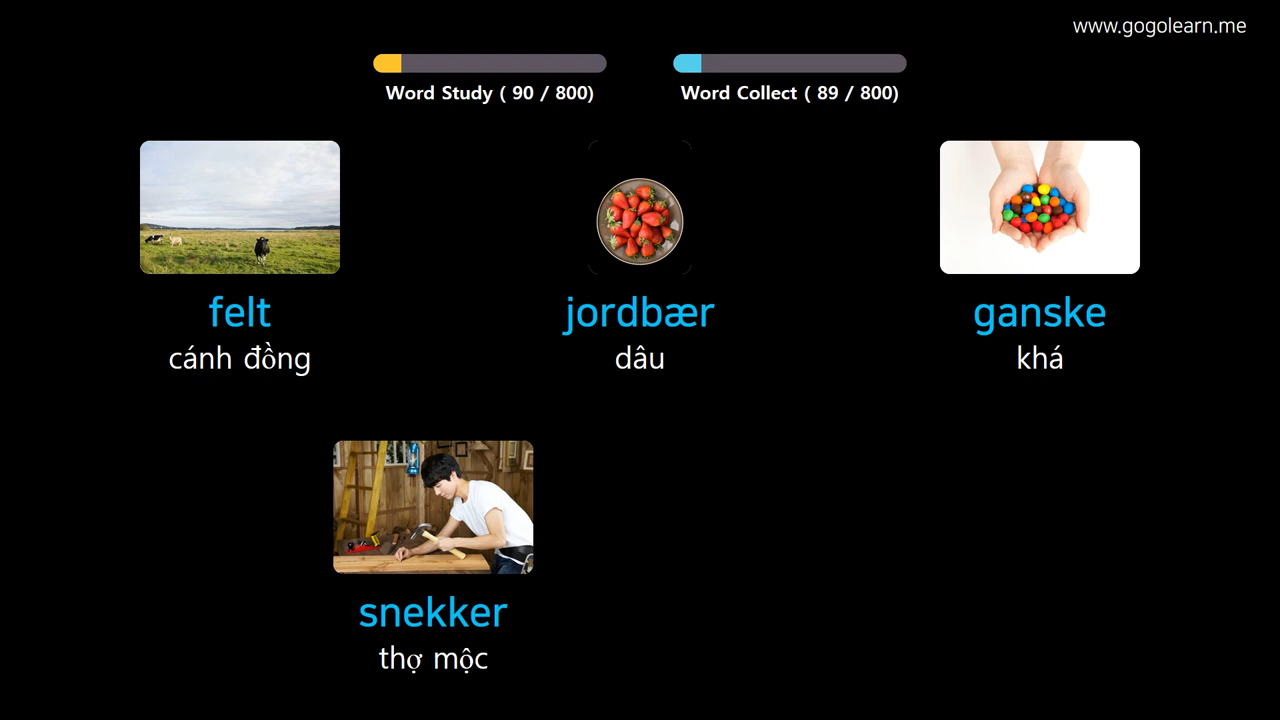 www.gogolearn.me
Word Study ( 90 / 800)
Word Collect ( 89 / 800)
felt
cánh đồng
jordbær
dâu
ganske
khá
snekker
thợ mộc